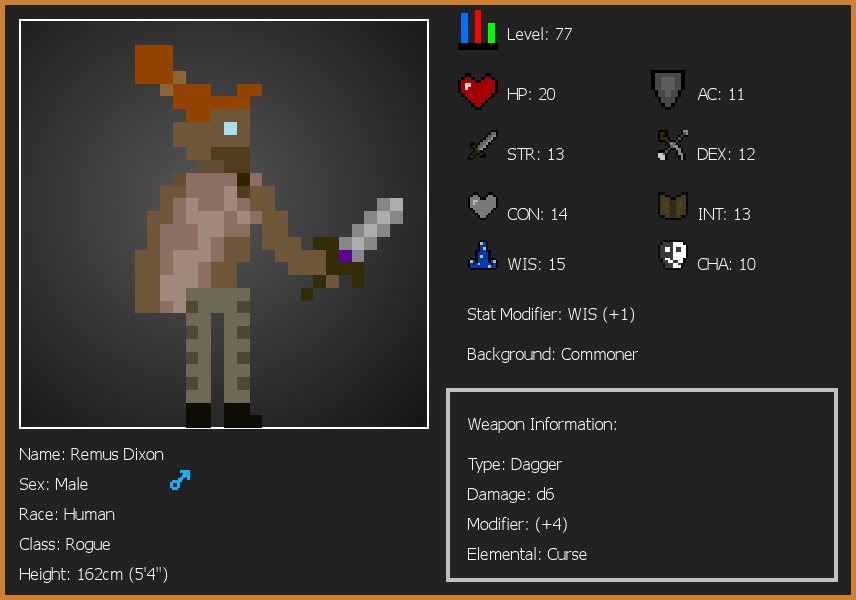 Level: 77
HP: 20
AC: 11
STR: 13
DEX: 12
CON: 14
INT: 13
WIS: 15
CHA: 10
Stat Modifier: WIS (+1)
Background: Commoner
Weapon Information:
Type: Dagger
Damage: d6
Modifier: (+4)
Elemental: Curse
Name: Remus Dixon
Sex: Male
Race: Human
Class: Rogue
Height: 162cm (5'4")